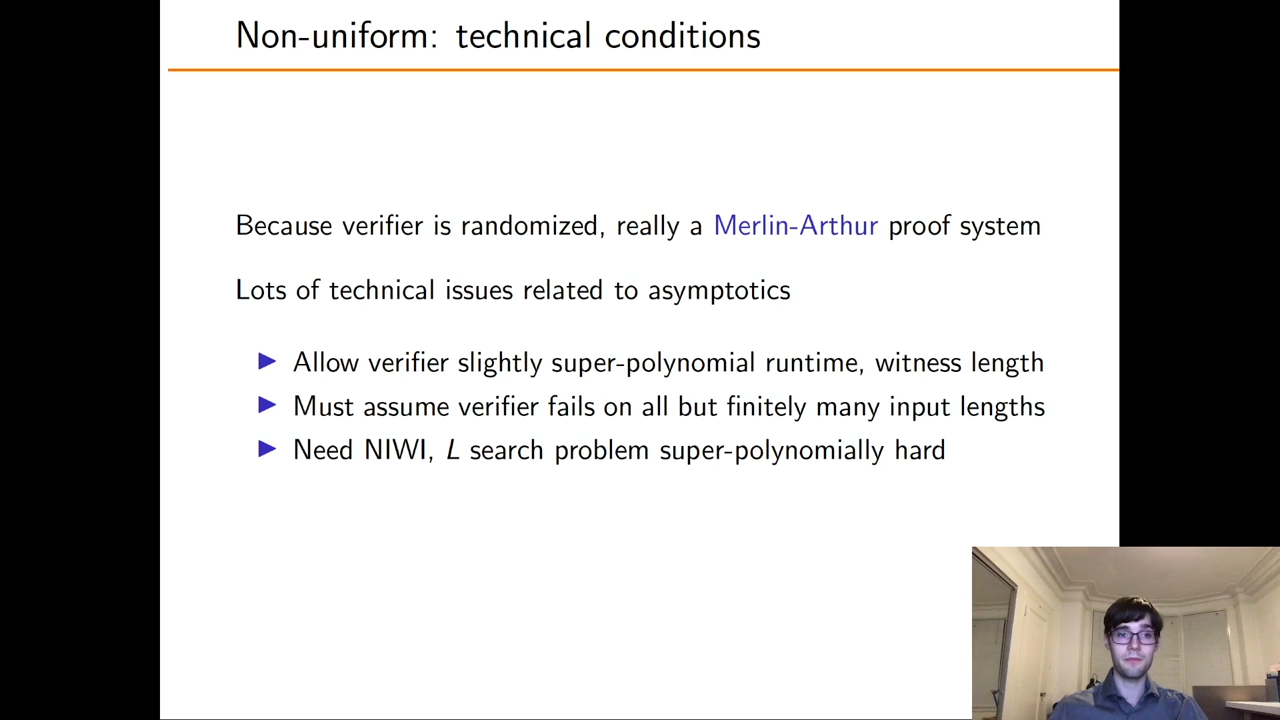 Non-uniform: technical conditions
Because verifier is randomized, really a Merlin-Arthur proof system
Lots of technical issues related to asymptotics
▶ Allow verifier slightly super-polynomial runtime, witness length
▶ Must assume verifier fails on all but finitely many input lengths
▶ Need NIWI, L search problem super-polynomially hard